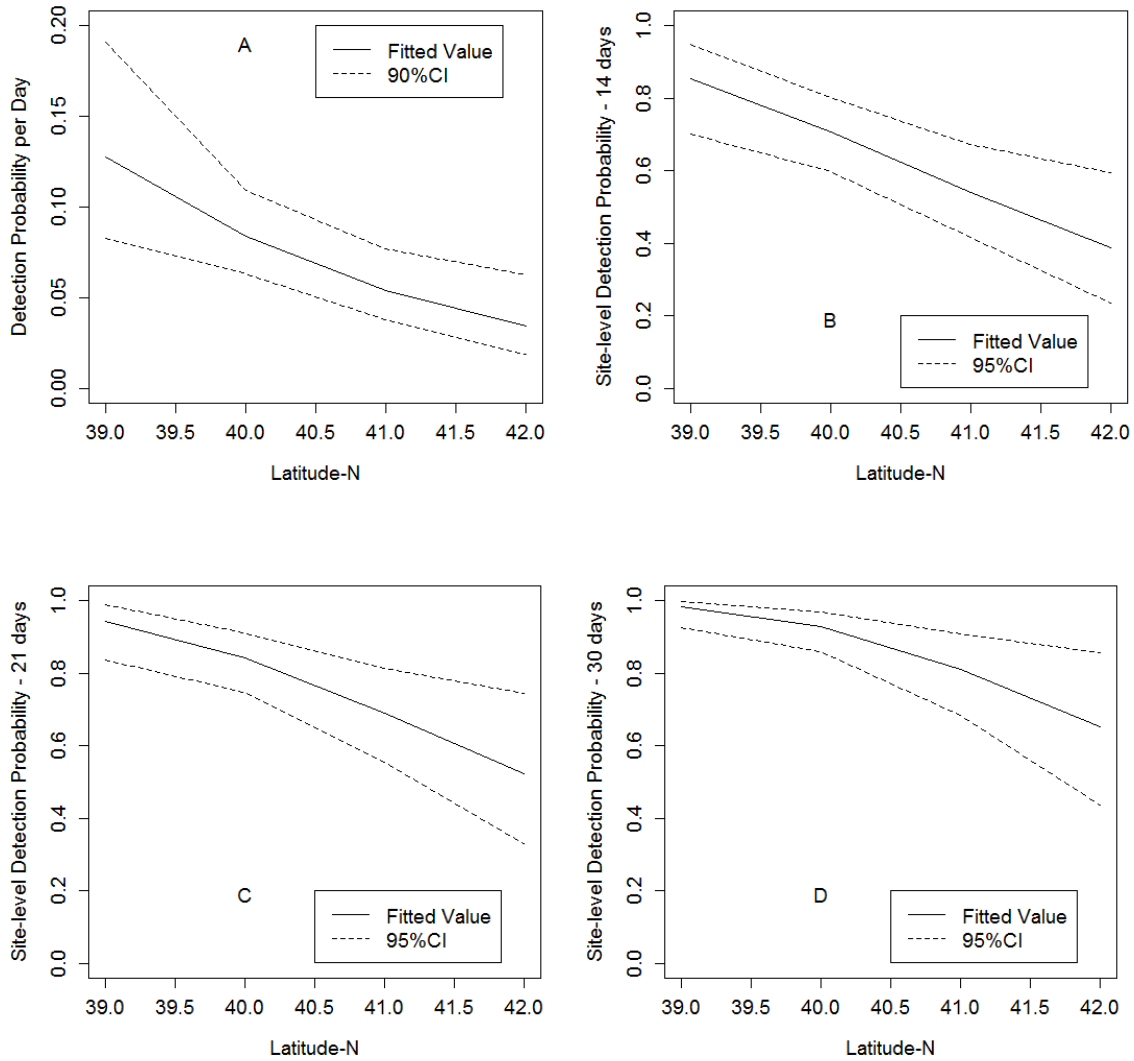 Detection Probability per Day
0.00 0.05 0.10 0.15 0.20
A
Fitted Value
90%CI
39.0 39.5 40.0 40.5 41.0 41.5 42.0
Latitude-N
Site-level Detection Probability - 14 days
0.0 0.2 0.4 0.6 0.8 1.0
B
Fitted Value
95%CI
39.0 39.5 40.0 40.5 41.0 41.5 42.0
Latitude-N
Site-level Detection Probability - 21 days
0.0 0.2 0.4 0.6 0.8 1.0
C
Fitted Value
95%CI
39.0 39.5 40.0 40.5 41.0 41.5 42.0
Latitude-N
Site-level Detection Probability - 30 days
0.0 0.2 0.4 0.6 0.8 1.0
D
Fitted Value
95%CI
39.0 39.5 40.0 40.5 41.0 41.5 42.0
Latitude-N